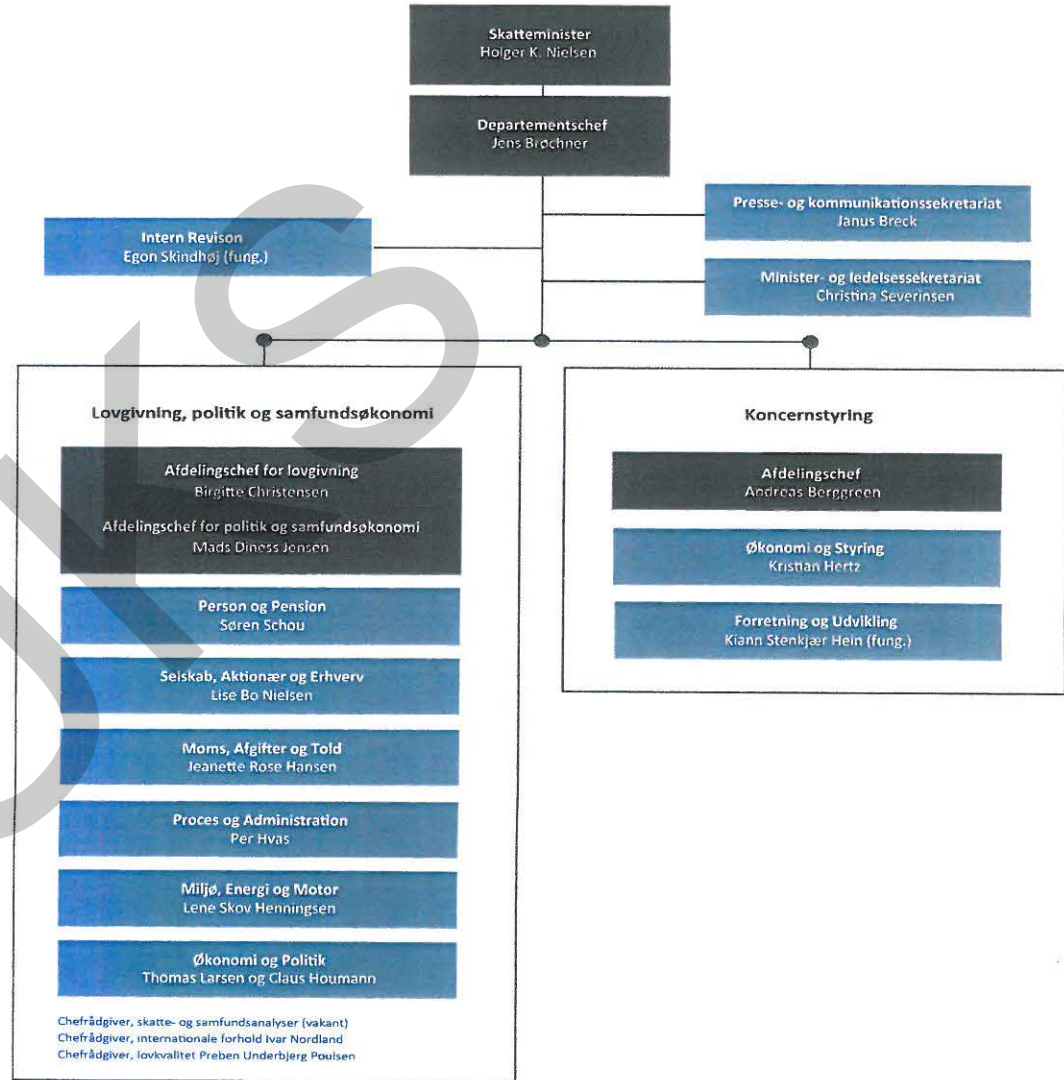 Skatteminister
Holger K. Nielsen
Departementschef
Jens Brøchner
Presse- og kommunikationssekretariat
Janus Breck
Intern Revison
Egon Skindhøj (fung.)
Minister- og ledelsessekretariat
Christina Severinsen
Lovgivning, politik og samfundsøkonomi
Afdelingschef for lovgivning
Birgitte Christensen
Afdelingschef for politik og samfundsøkonomi
Mads Diness Jensen
Person og Pension
Søren Schou
Selskab, Aktionær og Erhverv
Lise Bo Nielsen
Moms, Afgifter og Told
Jeanette Rose Hansen
Proces og Administration
Per Hvas
Miljø, Energi og Motor
Lene Skov Henningsen
Økonomi og Politik
Thomas Larsen og Claus Houmann
Chefrådgiver, skatte- og samfundsanalyser (vakant)
Chefrådgiver, internationale forhold Ivar Nordland
Chefrådgiver, lovkvalitet Preben Underbjerg Poulsen
Koncernstyring
Afdelingschef
Andreas Berggreen
Økonomi og Styring
Kristian Hertz
Forretning og Udvikling
Kiann Stenkjær Hein (fung.)